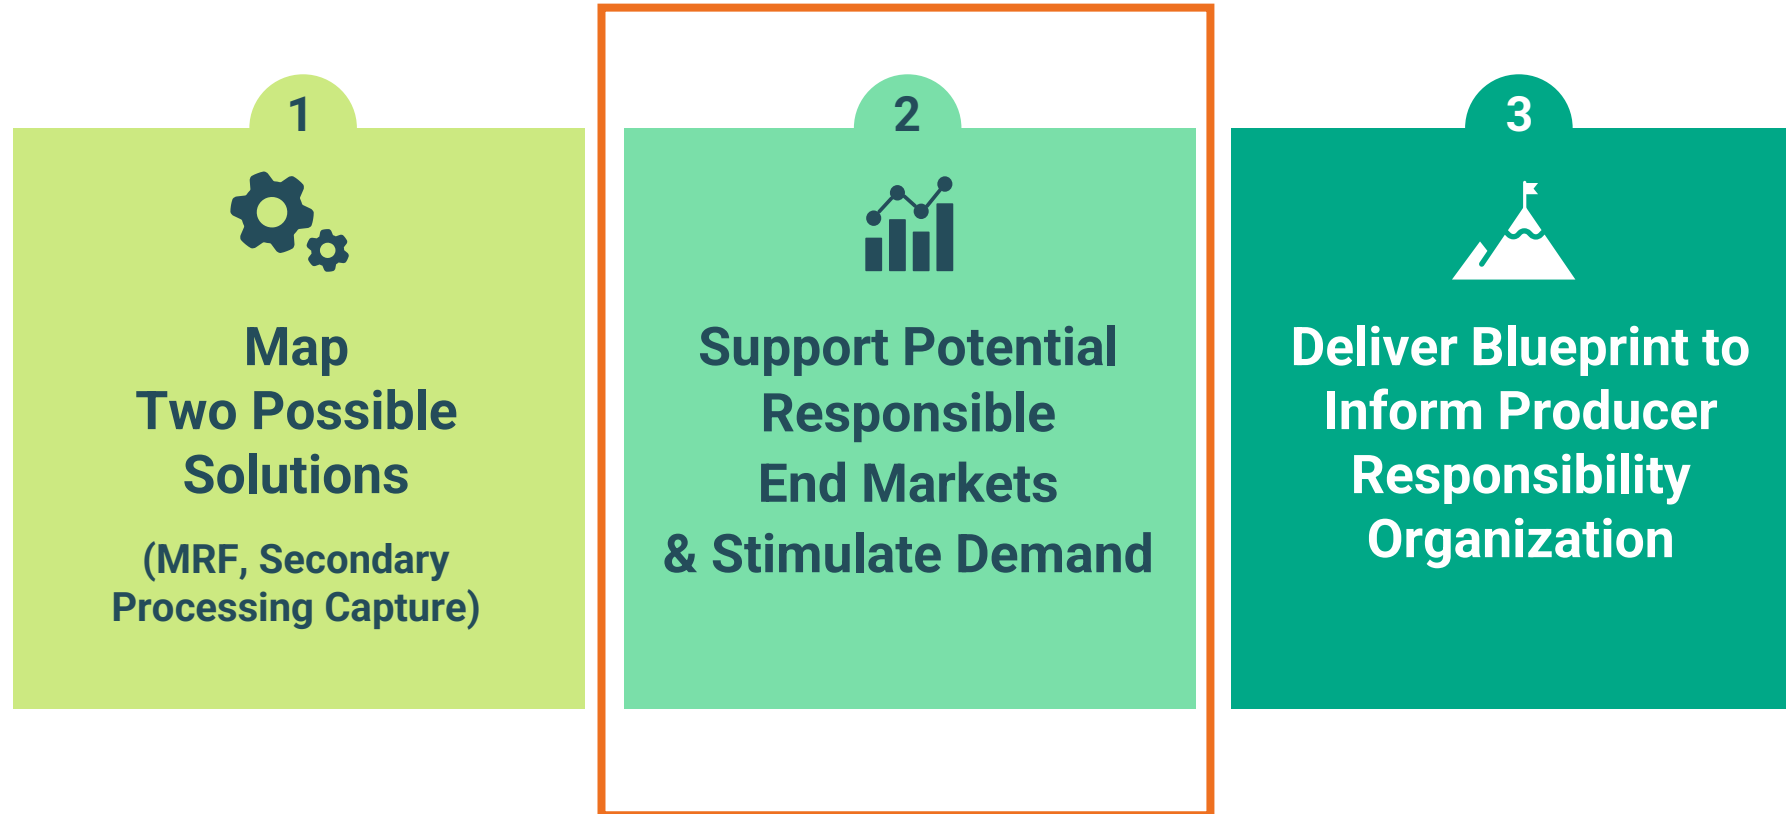 1
Map
Two Possible
Solutions
(MRF, Secondary
Processing Capture)
2
Support Potential
Responsible
End Markets
& Stimulate Demand
3
Deliver Blueprint to
Inform Producer
Responsibility
Organization